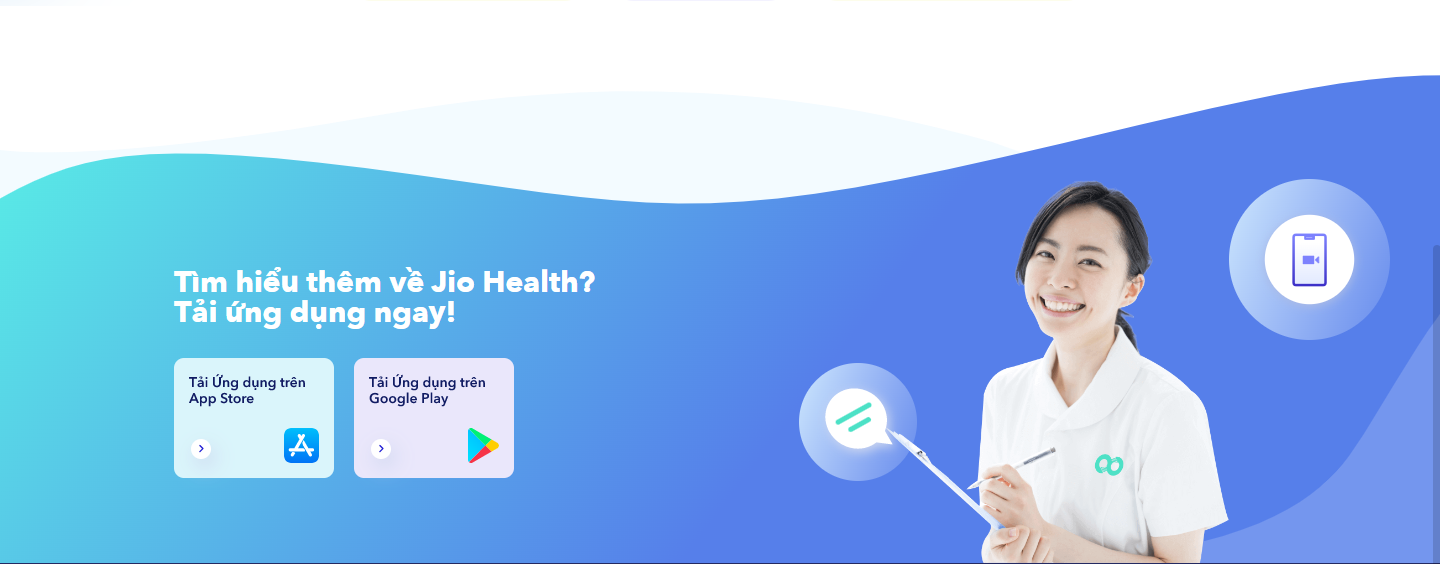 Tìm hiểu thêm về Jio Health?
Tải ứng dụng ngay!
Tải Ứng dụng trên
App Store
Tải Ứng dụng trên
Google Play